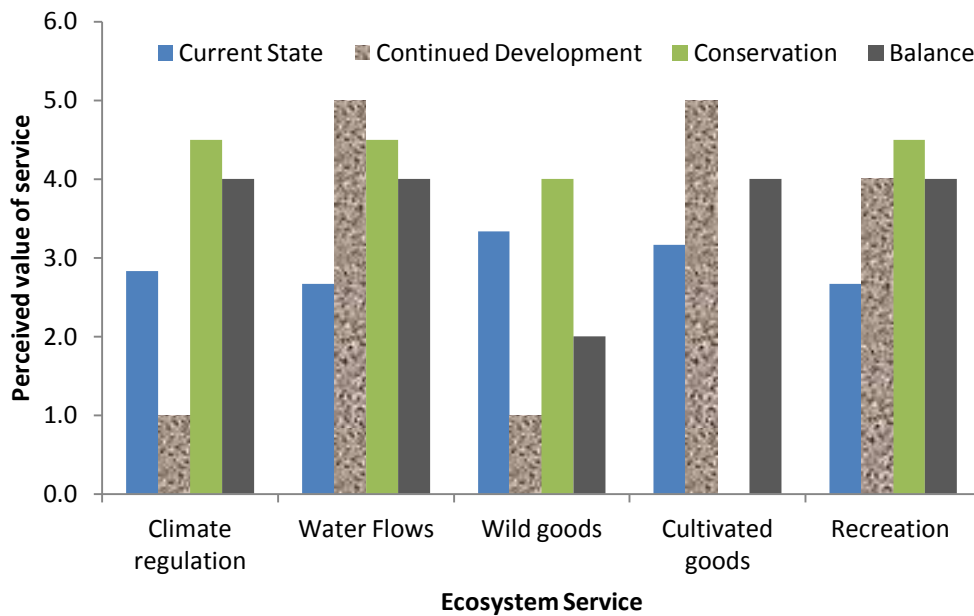 6.0
Current State Continued Development Conservation Balance
5.0
4.0
3.0
2.0
1.0
0.0
Perceived value of service
Climate regulation
Water Flows
Wild goods
Cultivated goods
Recreation
Ecosystem Service